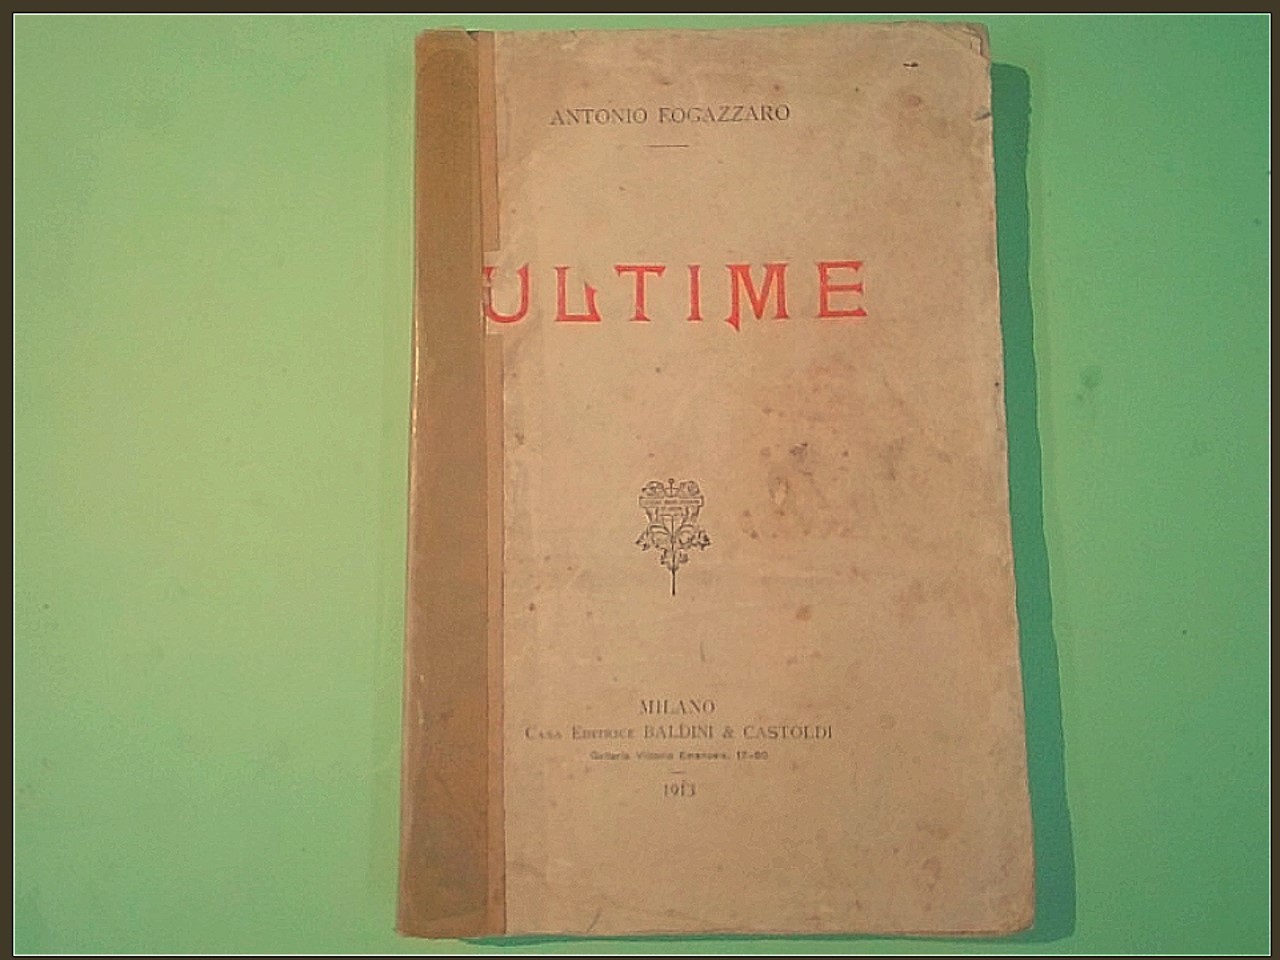 ANTONIO FOGAZZARO
ULTIME
MILANO
CASA EDITRICE BALDINI & CASTOLDI
Galleria Vittorio Emanuele, 17-80
1913